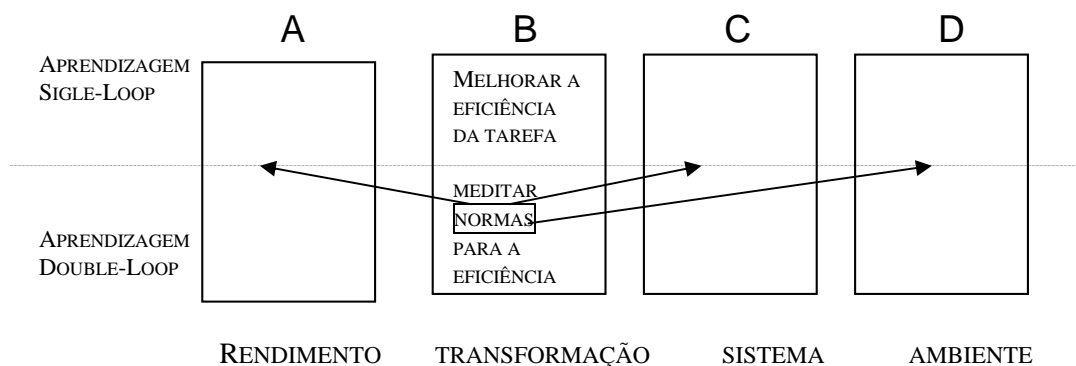 A B C D
APRENDIZAGEM
SIGLE-LOOP
MELHORAR A
EFICIÊNCIA
DA TAREFA
MEDITAR
NORMAS
PARA A
EFICIÊNCIA
APRENDIZAGEM
DOUBLE-LOOP
RENDIMENTO TRANSFORMAÇÃO SISTEMA AMBIENTE